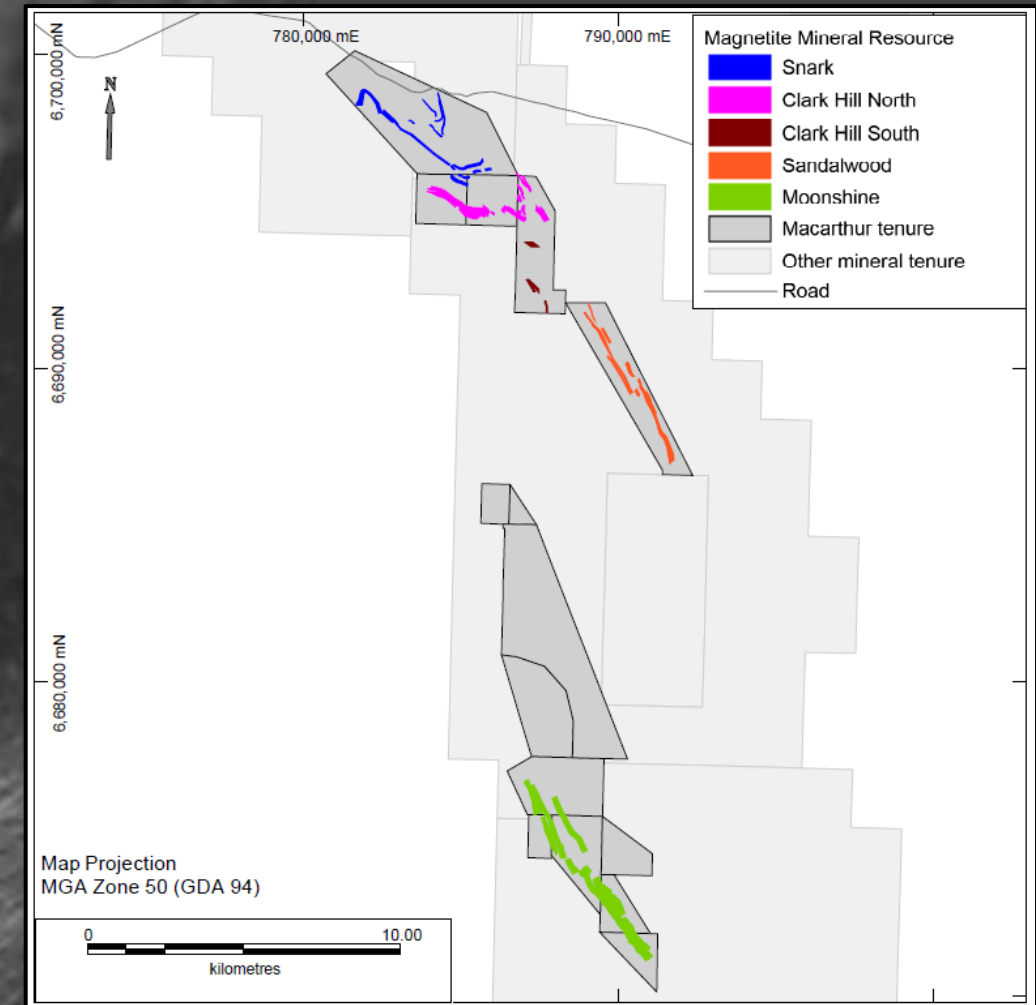 780,000 mE
790,000 mE
6,700,000 mN
N
6,690,000 mN
6,680,000 mN
Magnetite Mineral Resource
Snark
Clark Hill North
Clark Hill South
Sandalwood
Moonshine
Macarthur tenure
Other mineral tenure
Road
Map Projection
MGA Zone 50 (GDA 94)
0
10.00
kilometres